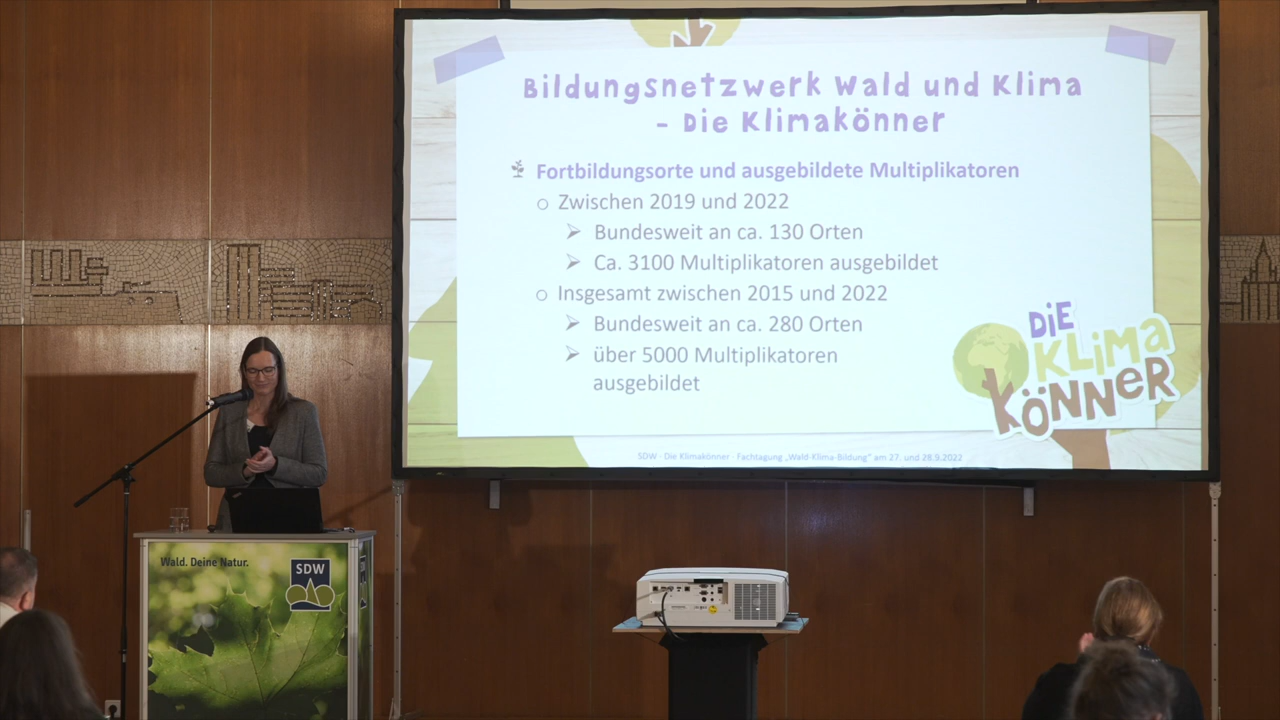 Bildungsnetzwerk Wald und Klima
- Die Klimakönner
Fortbildungsorte und ausgebildete Multiplikatoren
Zwischen 2019 und 2022
Bundesweit an ca. 130 Orten
Ca. 3100 Multiplikatoren ausgebildet
Insgesamt zwischen 2015 und 2022
Bundesweit an ca. 280 Orten
über 5000 Multiplikatoren
ausgebildet
DiE
KLiMA
KÖNNER
SDW - Die Klimakönner - Fachtagung „Wald-Klima-Bildung“ am 27. und 28.9.2022
Wald. Deine Natur.
SDW